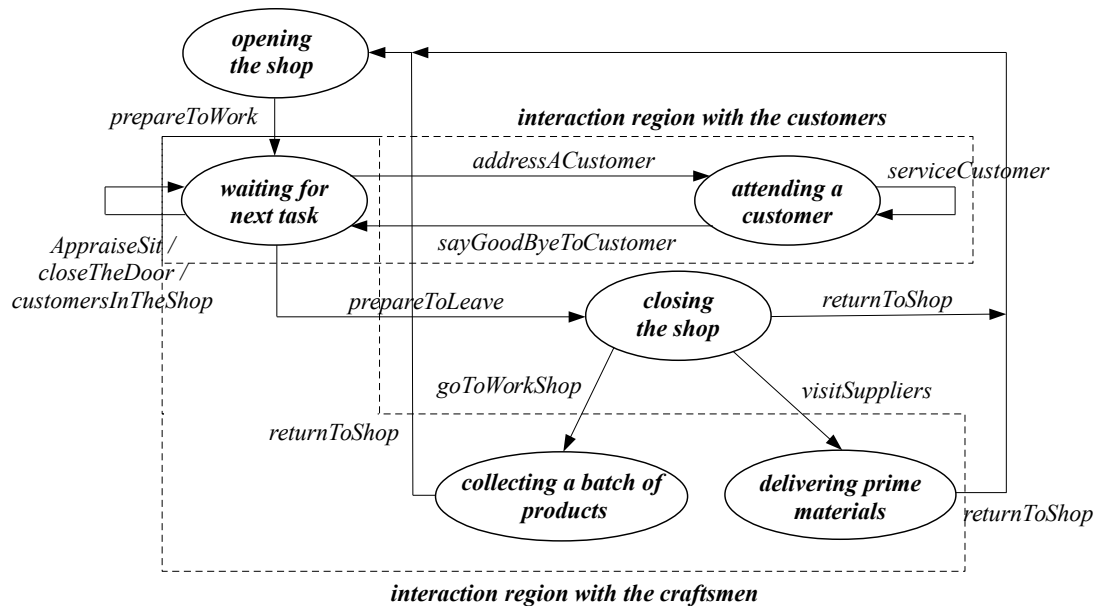 opening
the shop
prepareToWork
interaction region with the customers
addressACustomer
serviceCustomer
waiting for
next task
attending a
customer
sayGoodByeToCustomer
AppraiseSit /
closeTheDoor /
customersInTheShop
prepareToLeave
closing
the shop
returnToShop
goToWorkShop
visitSuppliers
returnToShop
collecting a batch of
products
delivering prime
materials
returnToShop
interaction region with the craftsmen